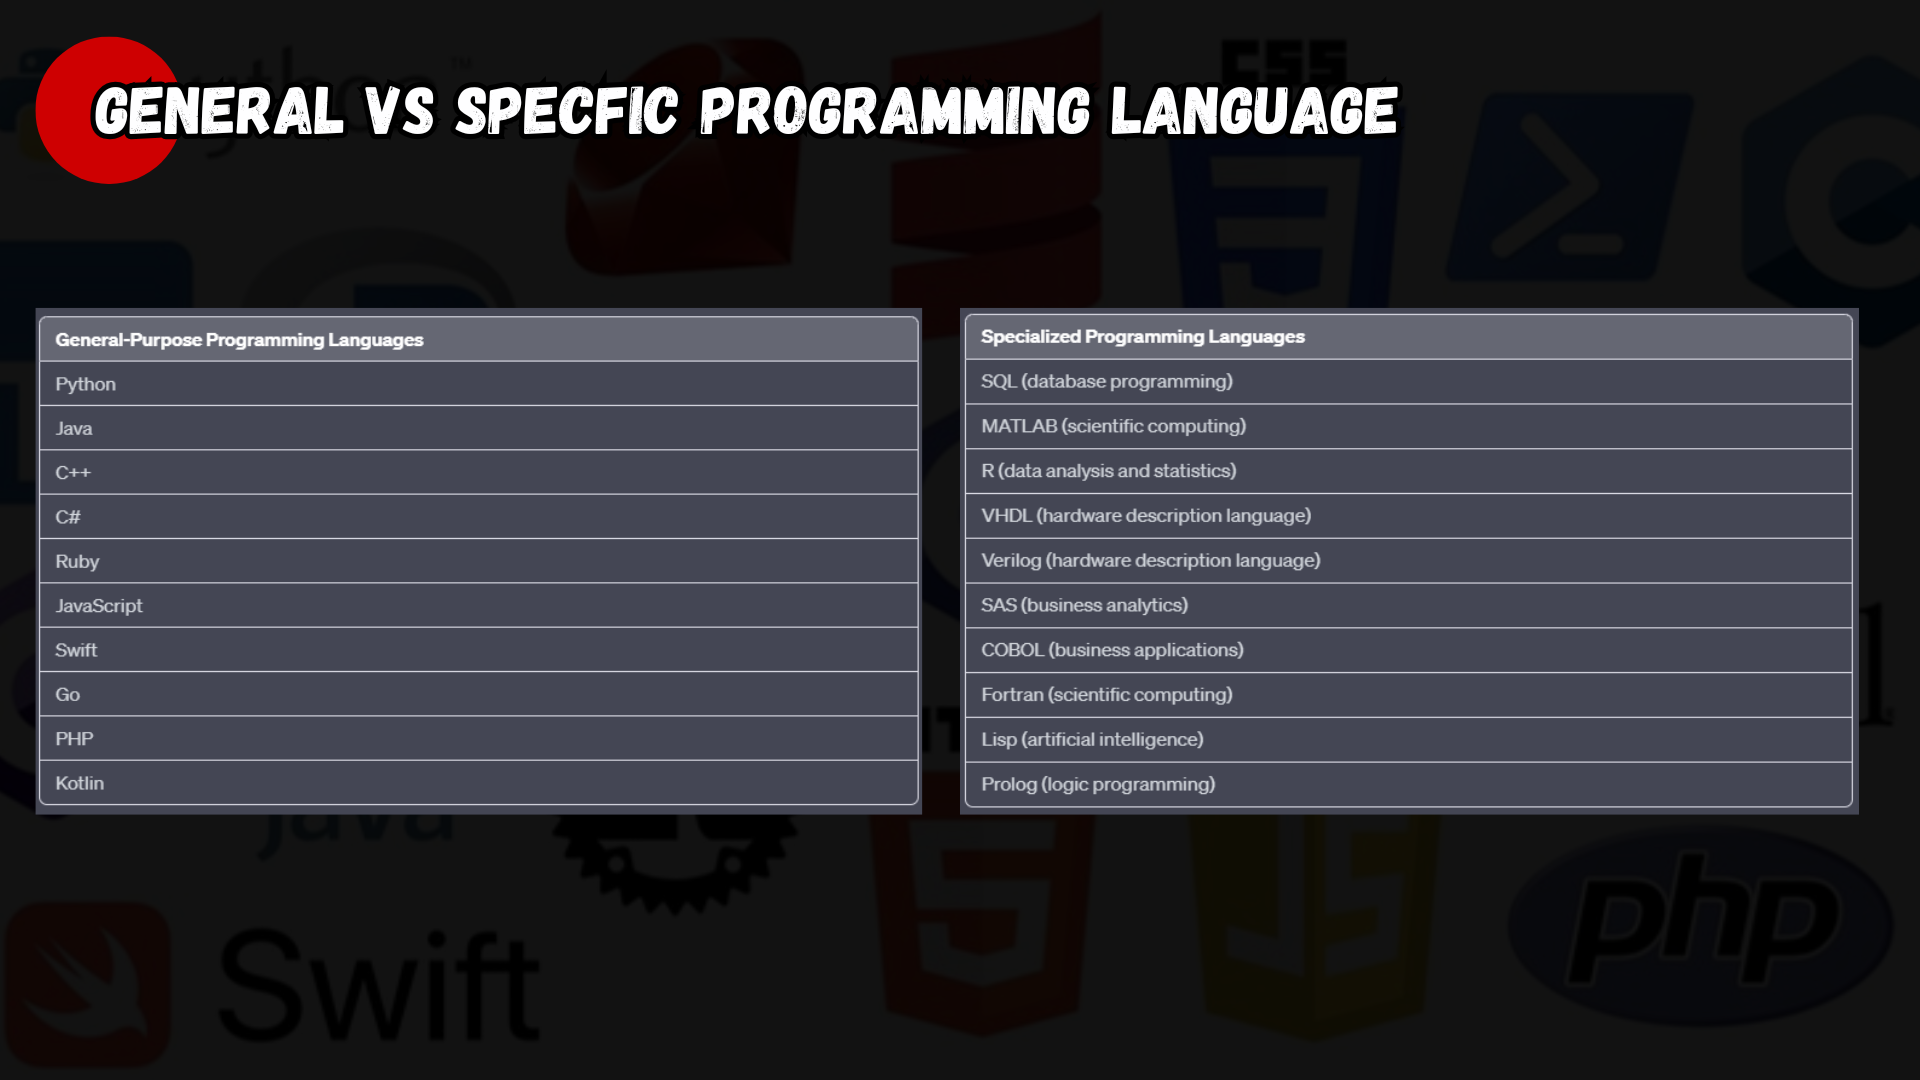 GENERAL VS SPECFIC PROGRAMMING LANGUAGE
General-Purpose Programming Languages
Python
Java
C++
C#
Ruby
JavaScript
Swift
Go
PHP
Kotlin
Specialized Programming Languages
SQL (database programming)
MATLAB (scientific computing)
R (data analysis and statistics)
VHDL (hardware description language)
Verilog (hardware description language)
SAS (business analytics)
COBOL (business applications)
Fortran (scientific computing)
Lisp (artificial intelligence)
Prolog (logic programming)
CSS
java
Swift
php